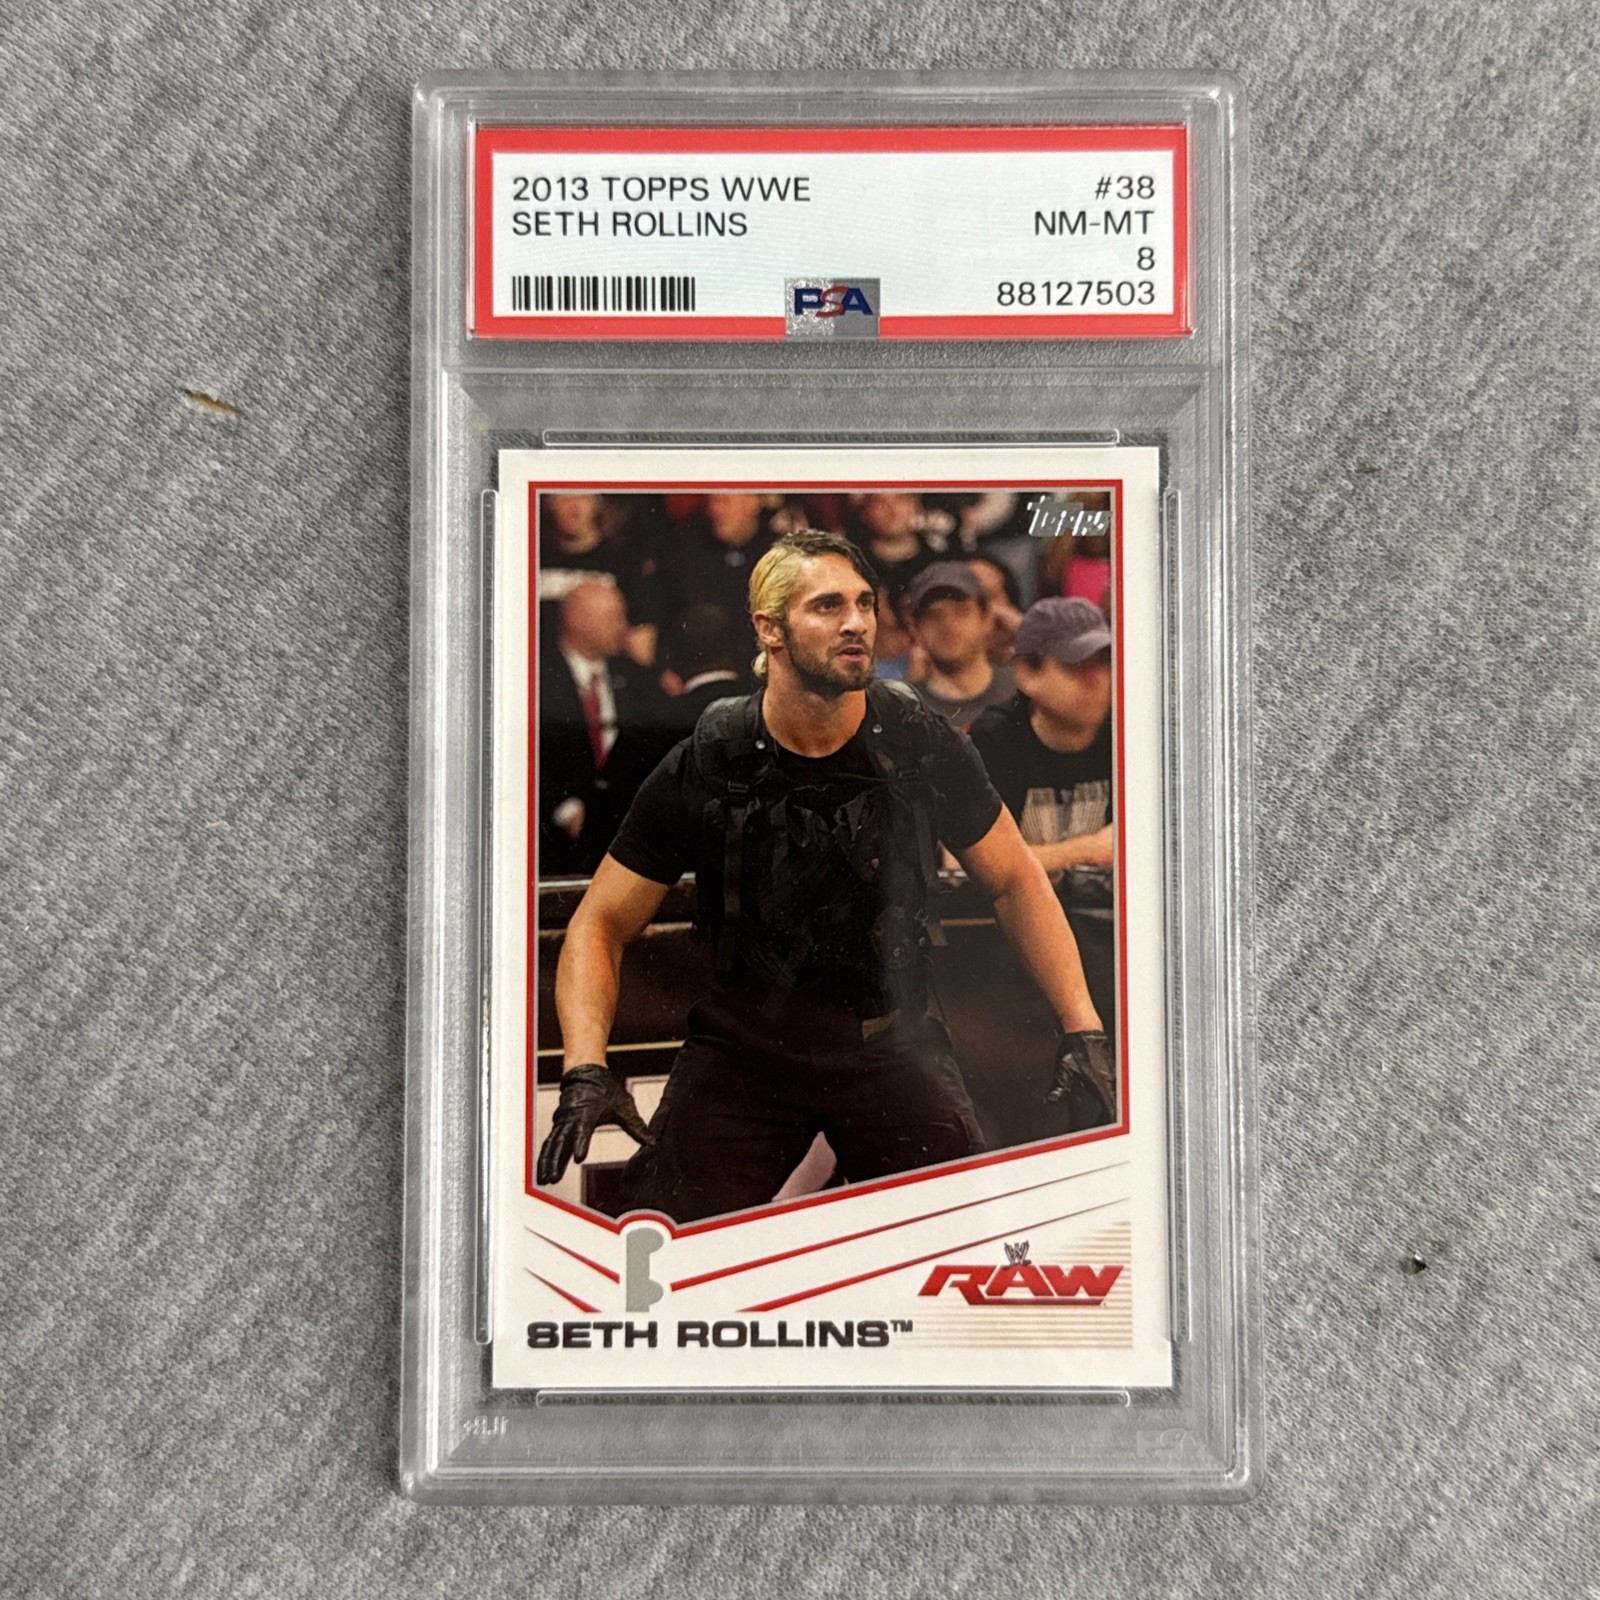 2013 TOPPS WWE #38
SETH ROLLINS NM-MT
8
PSA 88127503
Topps
W
RAW
SETH ROLLINS™